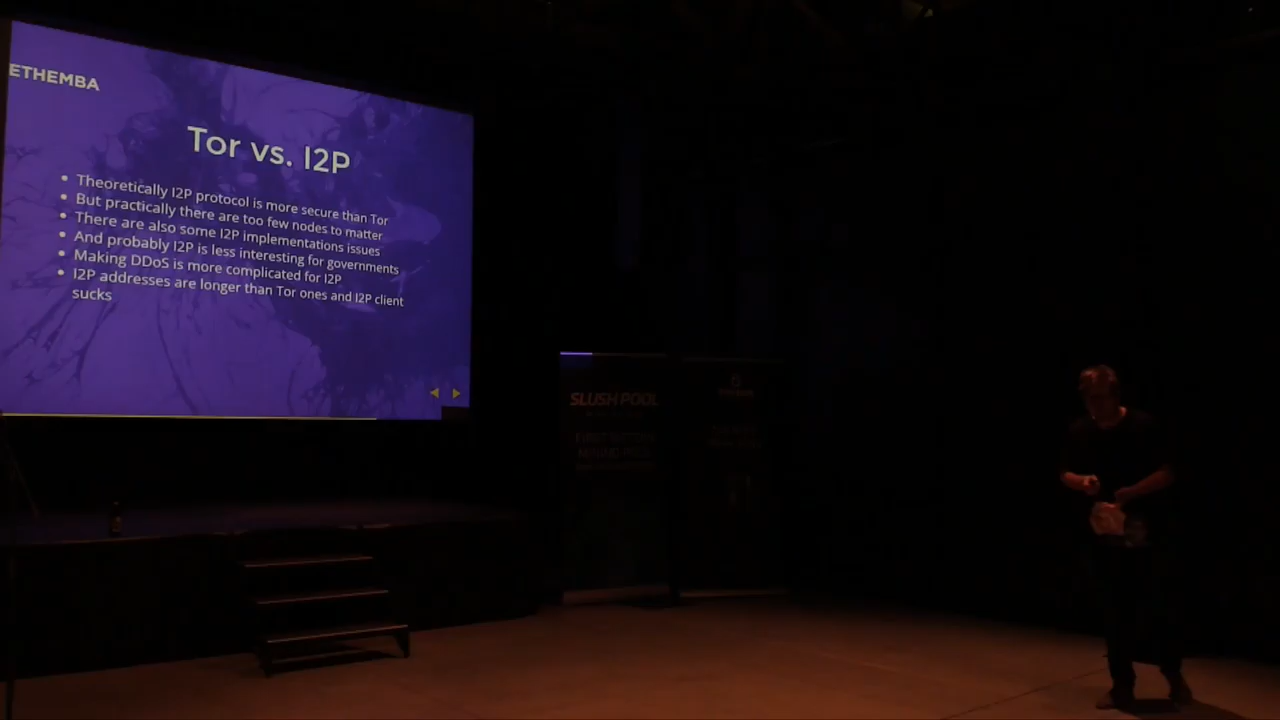 ETHEMBA
Tor vs. I2P
Theoretically I2P protocol is more secure than Tor
But practically there are too few nodes to matter
There are also some I2P implementations issues
And probably I2P is less interesting for governments
Making DDoS is more complicated for I2P
I2P addresses are longer than Tor ones and I2P client
sucks
SLUSH POOL